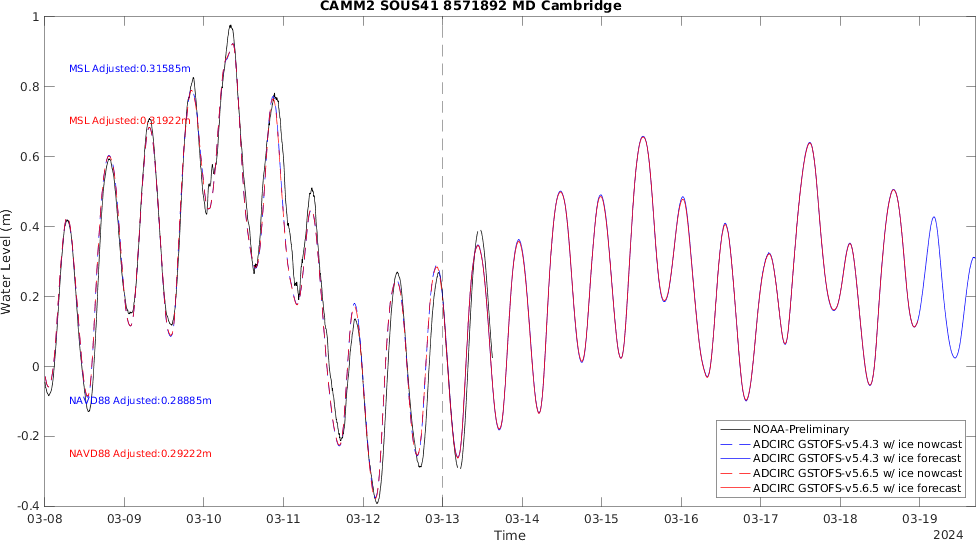 CAMM2 SOUS41 8571892 MD Cambridge
1
0.8
0.6
0.4
0.2
0
-0.2
-0.4
Water Level (m)
MSL Adjusted:0.31585m
MSL Adjusted:0.31922m
NAVD88 Adjusted:0.28885m
NAVD88 Adjusted:0.29222m
NOAA-Preliminary
ADCIRC GSTOFS-v5.4.3 w/ ice nowcast
ADCIRC GSTOFS-v5.4.3 w/ ice forecast
ADCIRC GSTOFS-v5.6.5 w/ ice nowcast
ADCIRC GSTOFS-v5.6.5 w/ ice forecast
03-08 03-09 03-10 03-11 03-12 03-13 03-14 03-15 03-16 03-17 03-18 03-19
Time
2024